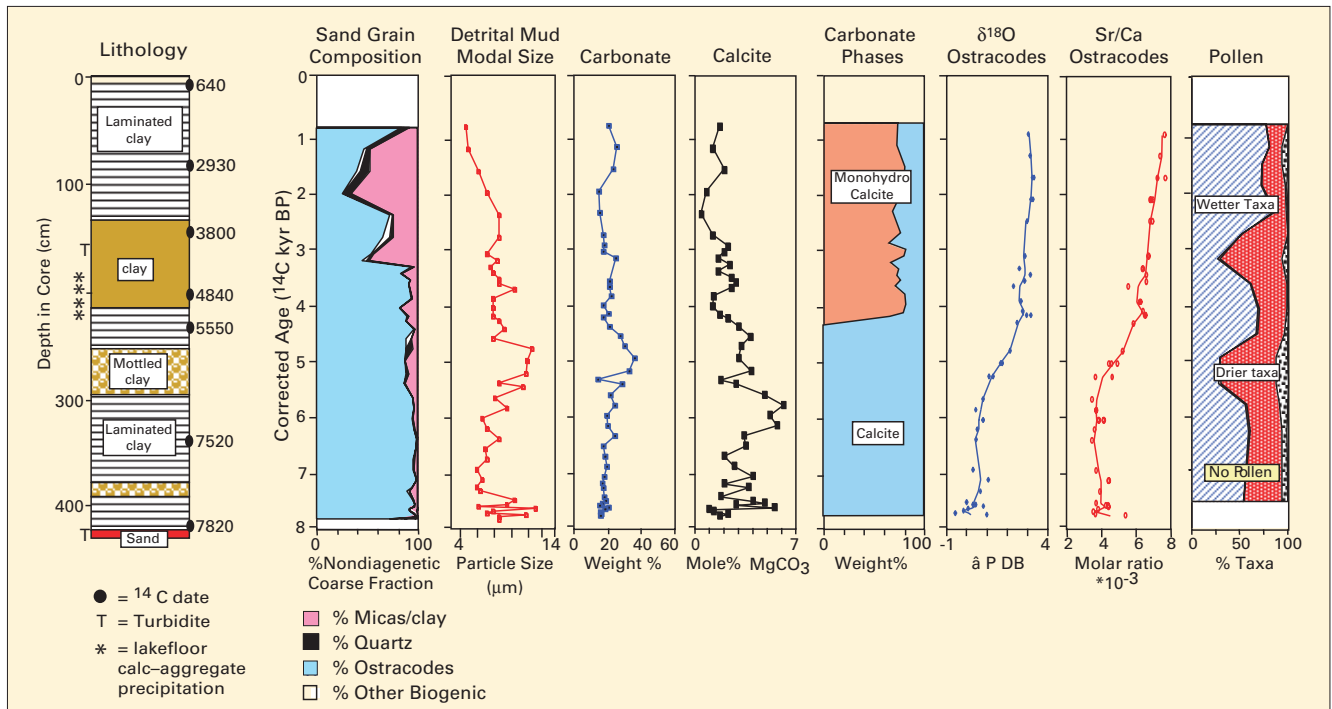 Lithology
Sand Grain
Composition
Detrital Mud
Modal Size
Carbonate
Calcite
Carbonate
Phases
δ18O
Ostracodes
Sr/Ca
Ostracodes
Pollen
Depth in Core (cm)
0
100
300
400
640
2930
3800
4840
5550
7520
7820
Laminated
clay
clay
Mottled
clay
Laminated
clay
Sand
T
*
*
*
*
T
Corrected Age (14C kyr BP)
0
1
2
3
4
5
6
7
8
0 100
%Nondiagenetic
Coarse Fraction
4 14
Particle Size
(µm)
0 20 40 60
Weight %
0 7
Mole% MgCO3
Monohydro
Calcite
Calcite
0 100
Weight%
-1 4
â P DB
2 4 6 8
Molar ratio
*10-3
Wetter Taxa
Drier taxa
No Pollen
0 100
% Taxa
= 14 C date
T = Turbidite
* = lakefloor
calc–aggregate
precipitation
% Micas/clay
% Quartz
% Ostracodes
% Other Biogenic